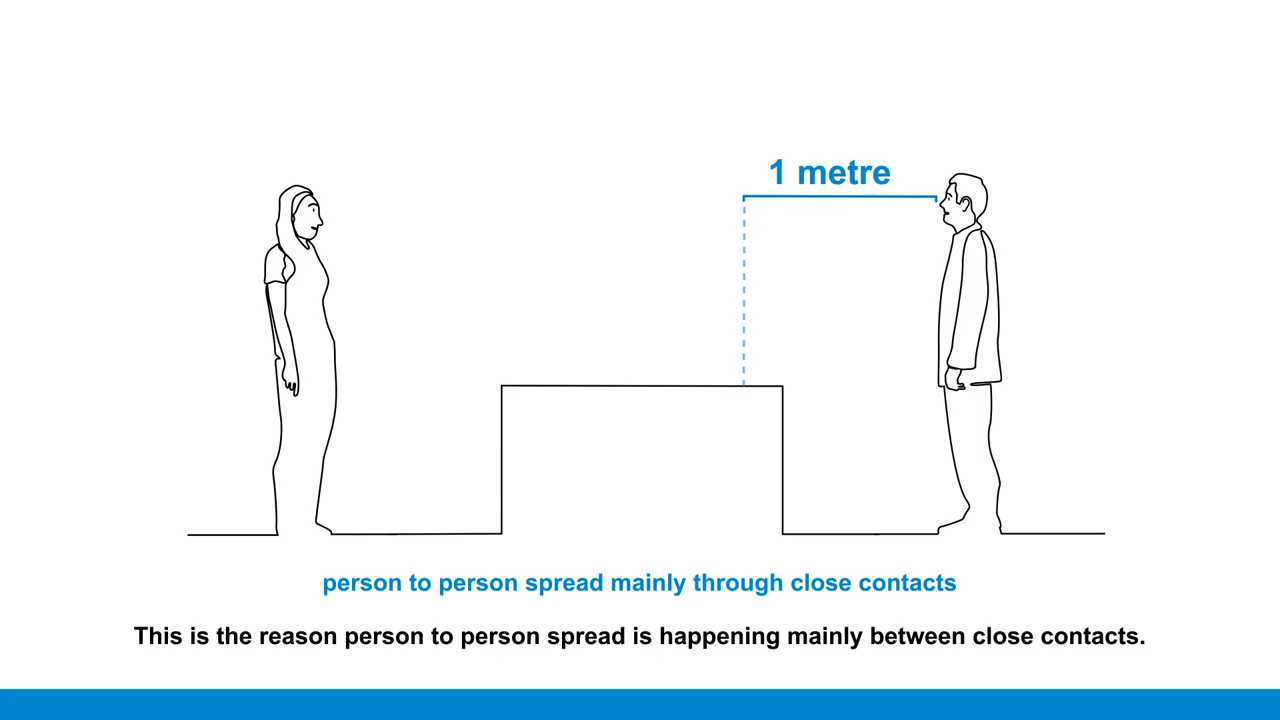 1 metre
person to person spread mainly through close contacts
This is the reason person to person spread is happening mainly between close contacts.